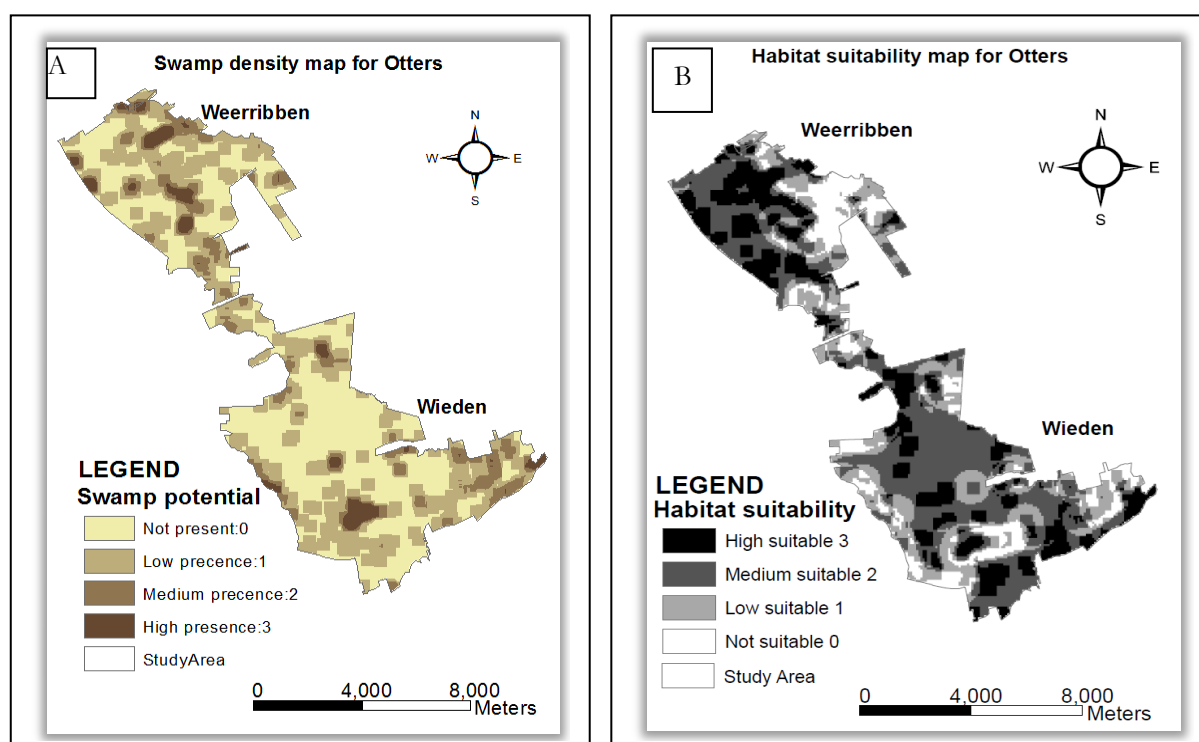 A
Swamp density map for Otters
Weerribben
N
W E
S
Wieden
LEGEND
Swamp potential
Not present:0
Low precence:1
Medium precence:2
High presence:3
StudyArea
0 4,000 8,000
Meters
B
Habitat suitability map for Otters
Weerribben
N
W E
S
Wieden
LEGEND
Habitat suitability
High suitable 3
Medium suitable 2
Low suitable 1
Not suitable 0
Study Area
0 4,000 8,000
Meters